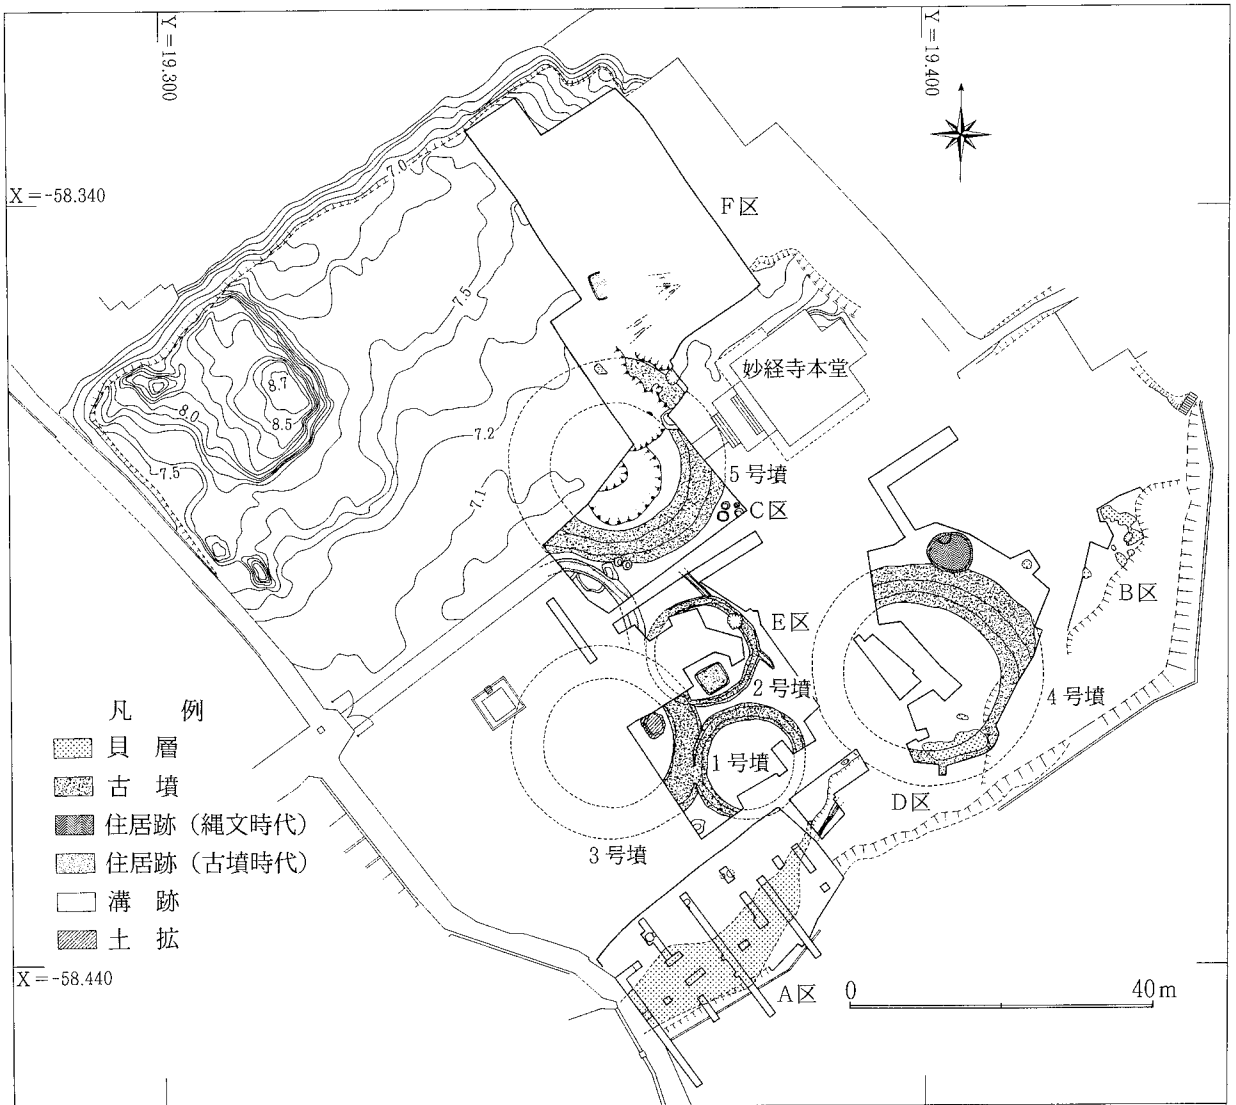 Y＝19.300
Y＝19.400
X＝-58.340
7.0
F区
7.5
妙経寺本堂
8.7
8.0
8.5
7.2
7.5
5号墳
7.1
C区
B区
E区
2号墳
4号墳
凡　例
貝　層
1号墳
古　墳
D区
住居跡（縄文時代）
3号墳
住居跡（古墳時代）
溝　跡
土　拡
X＝-58.440
A区
0
40m